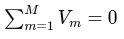 ∑_{m=1}^{M} V_m = 0